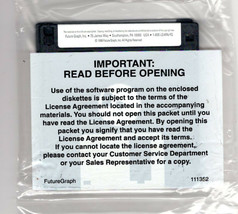 FutureGraph, Inc.
IMPORTANT:
READ BEFORE OPENING
Use of the software program on the
enclosed diskettes is subject to the terms of the
License Agreement located in the accompanying
materials. You should not open this packet until you
have read the License Agreement. By opening this
packet you signify that you have read the
License Agreement and accept its terms.
If you cannot locate the license agreement,
please contact your Customer Service Department
or your Sales Representative for a copy.
FutureGraph
111352